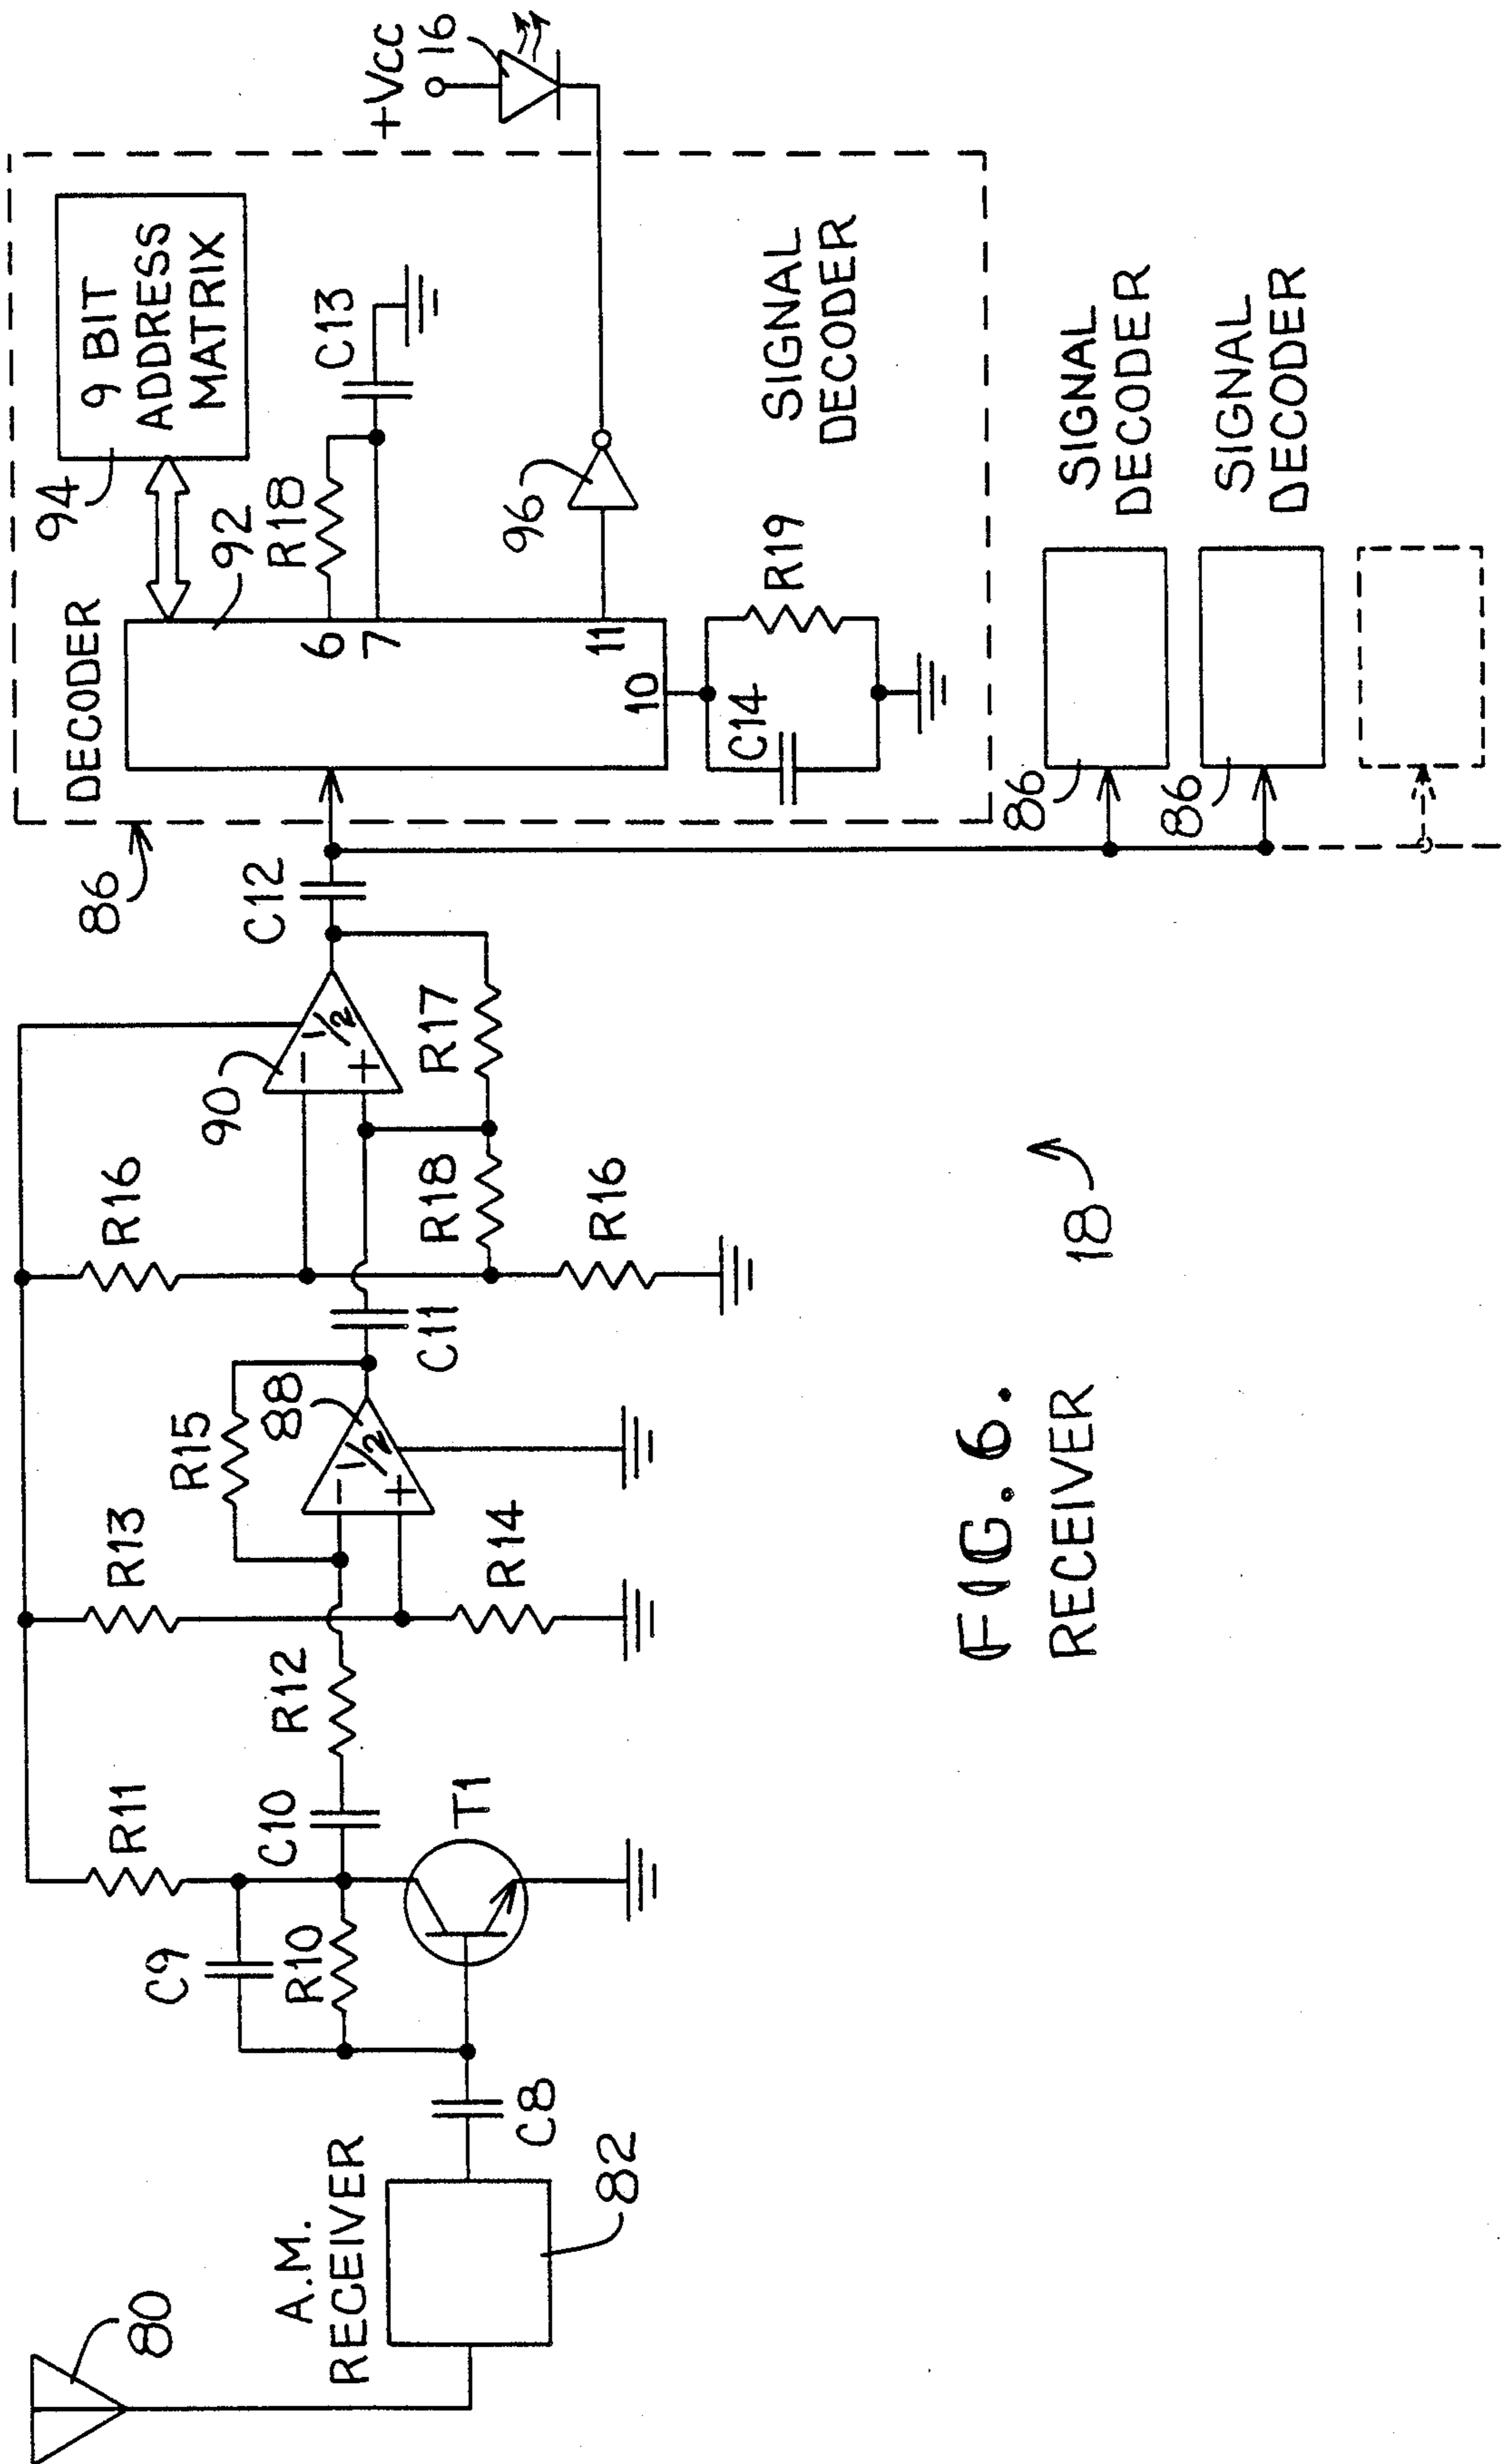 80
A.M.
RECEIVER
82
C8
C9
R10
R11
C10
T1
R12
R13
R14
R15
88
1/2
−
+
C11
R16
R18
R16
90
1/2
−
+
R17
C12
86
DECODER
92
94
9 BIT
ADDRESS
MATRIX
6
7
10
11
R18
C13
96
C14
R19
SIGNAL
DECODER
+Vcc
16
86
SIGNAL
DECODER
86
SIGNAL
DECODER
18
FIG. 6.
RECEIVER